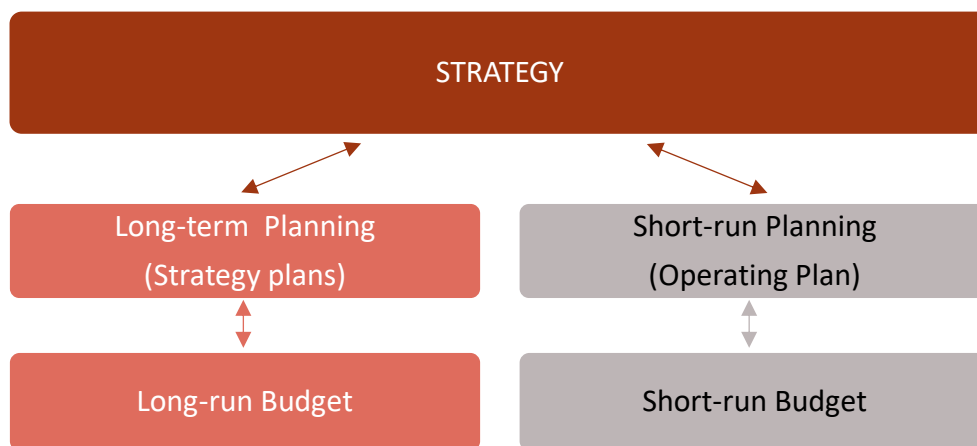 STRATEGY
Long-term Planning
(Strategy plans)
Short-run Planning
(Operating Plan)
Long-run Budget
Short-run Budget